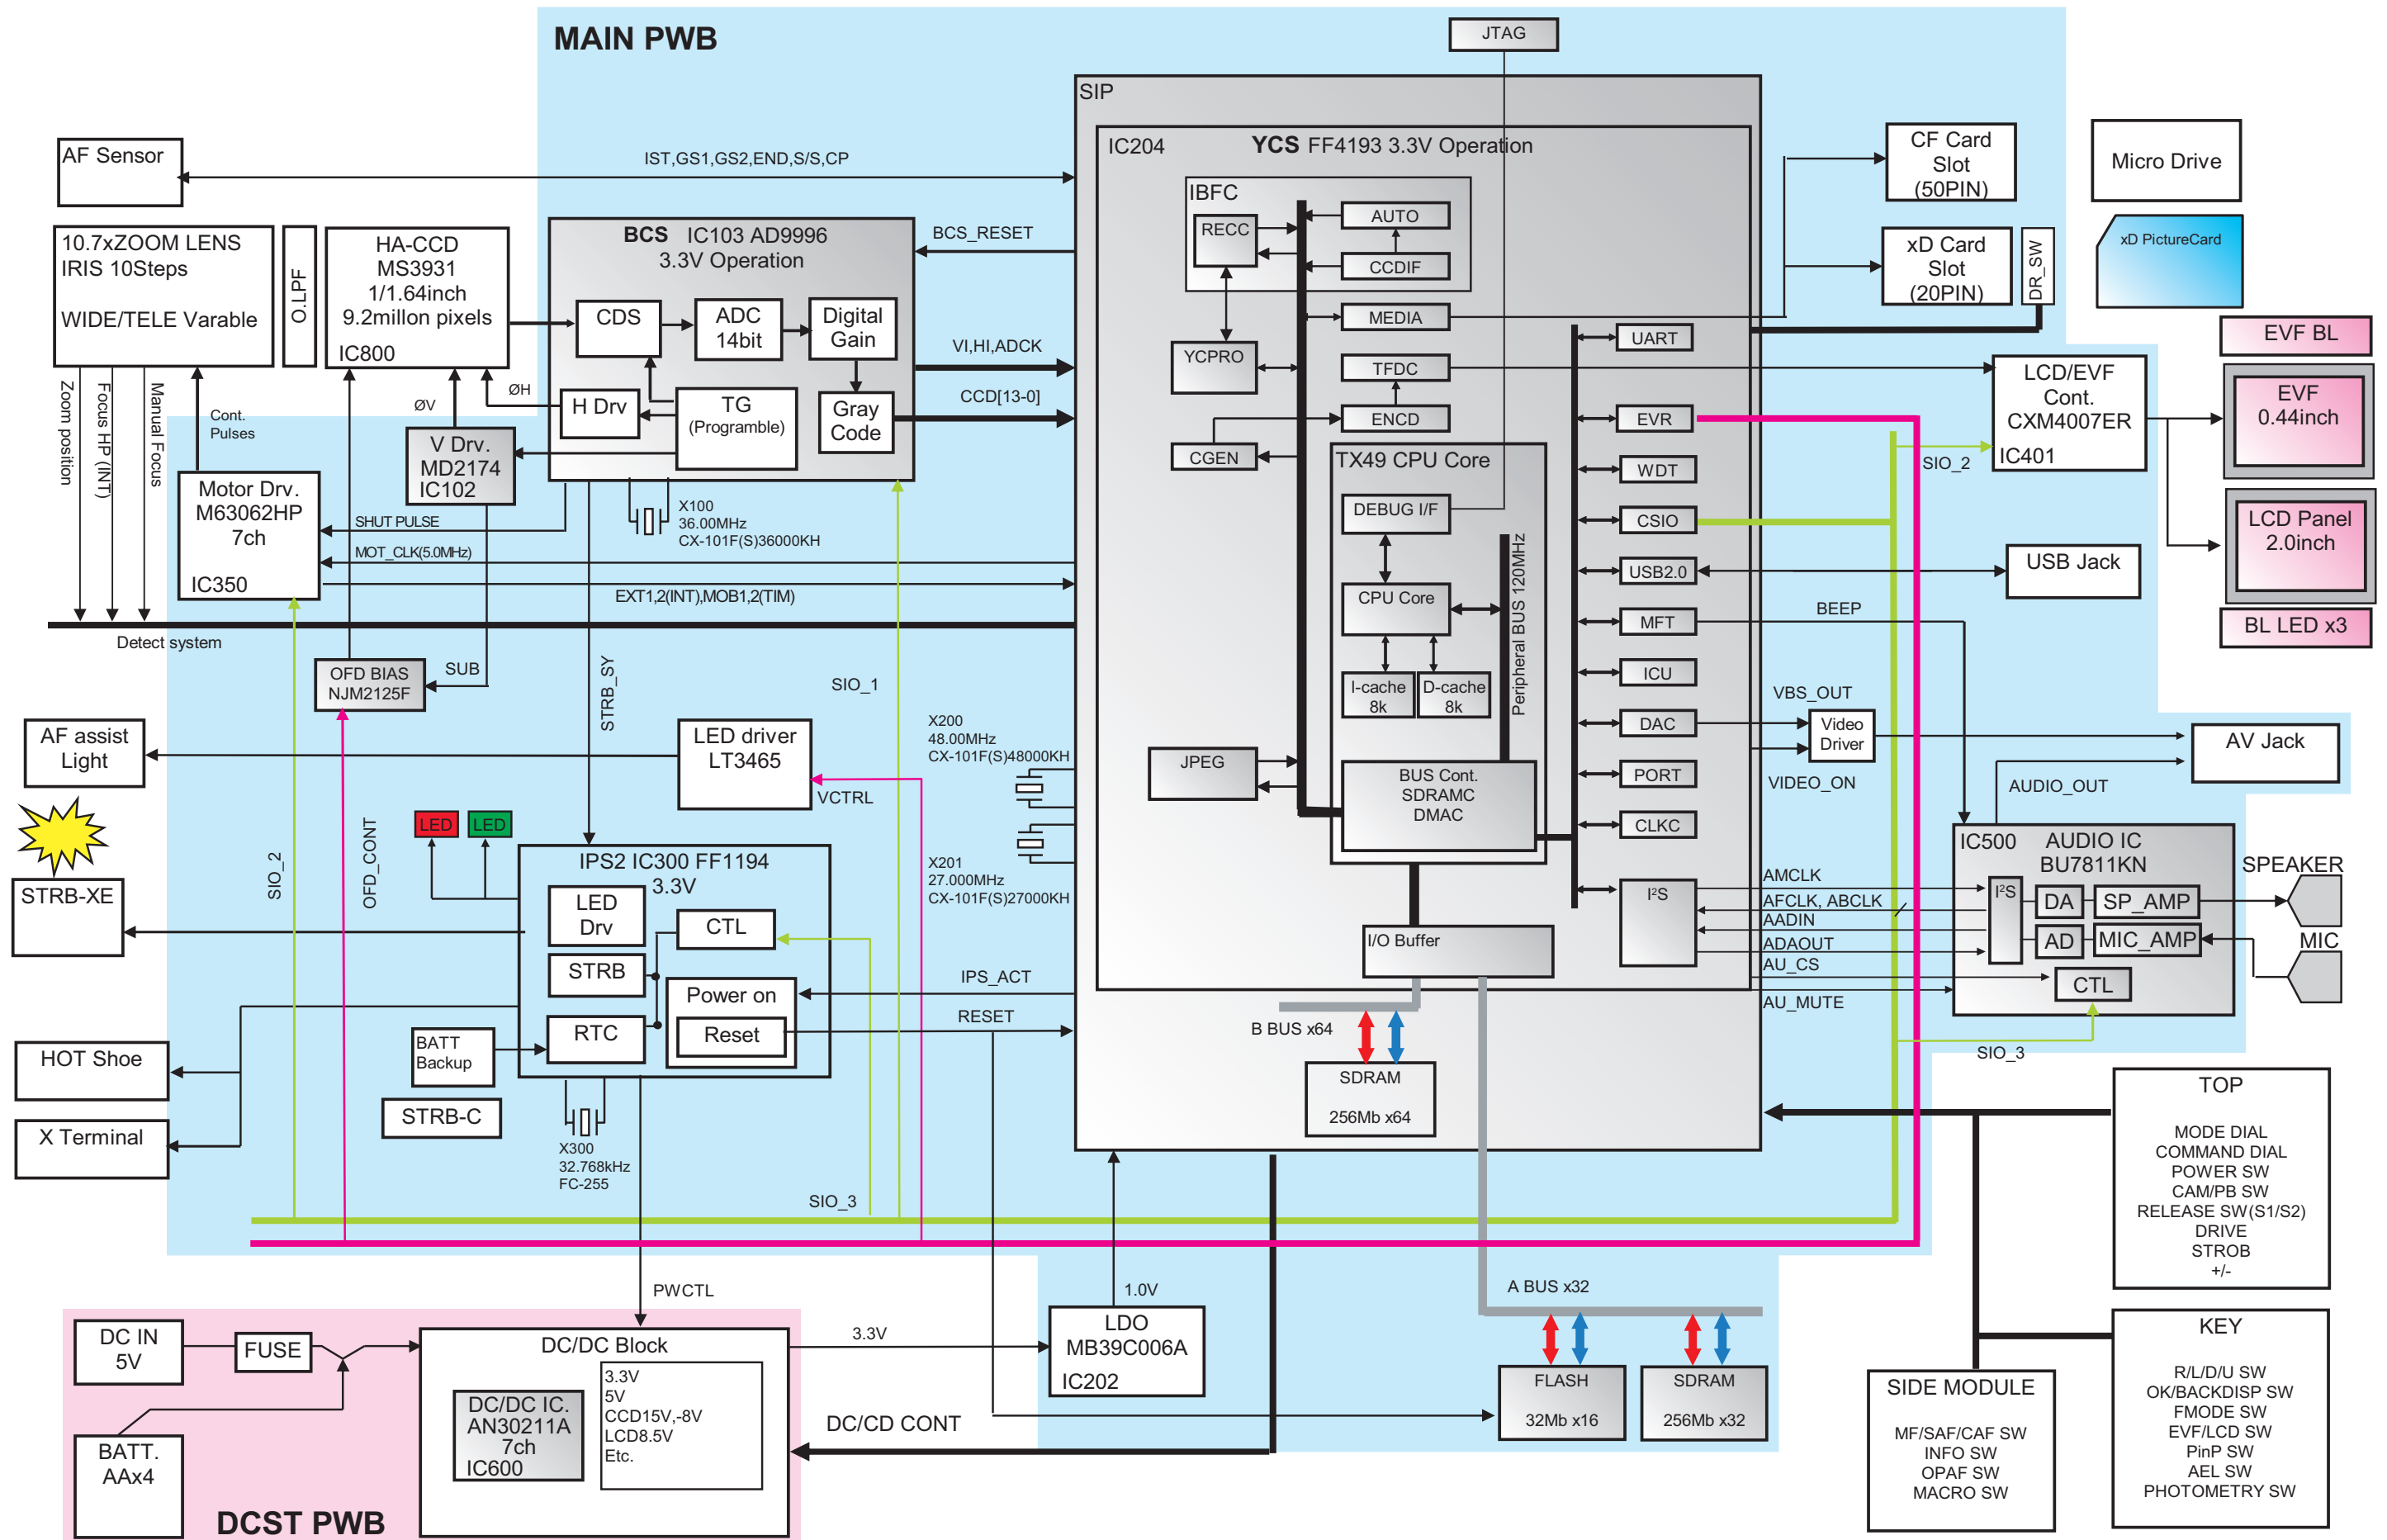 MAIN PWB
JTAG
SIP
IC204
YCS FF4193 3.3V Operation
AF Sensor
IST,GS1,GS2,END,S/S,CP
10.7xZOOM LENS
IRIS 10Steps
WIDE/TELE Varable
O.LPF
HA-CCD
MS3931
1/1.64inch
9.2millon pixels
IC800
BCS IC103 AD9996
3.3V Operation
CDS
ADC
14bit
Digital
Gain
H Drv
TG
(Programble)
Gray
Code
BCS_RESET
VI,HI,ADCK
CCD[13-0]
Zoom position
Focus HP (INT)
Manual Focus
Cont.
Pulses
ØV
ØH
V Drv.
MD2174
IC102
Motor Drv.
M63062HP
7ch
IC350
SHUT PULSE
MOT_CLK(5.0MHz)
EXT1,2(INT),MOB1,2(TIM)
X100
36.00MHz
CX-101F(S)36000KH
Detect system
OFD BIAS
NJM2125F
SUB
STRB_SY
SIO_1
AF assist
Light
LED driver
LT3465
VCTRL
X200
48.00MHz
CX-101F(S)48000KH
X201
27.000MHz
CX-101F(S)27000KH
LED
LED
SIO_2
OFD_CONT
STRB-XE
IPS2 IC300 FF1194
3.3V
LED
Drv
CTL
STRB
Power on
Reset
RTC
BATT
Backup
STRB-C
IPS_ACT
RESET
HOT Shoe
X Terminal
X300
32.768kHz
FC-255
SIO_3
IBFC
RECC
AUTO
CCDIF
MEDIA
YCPRO
TFDC
ENCD
CGEN
TX49 CPU Core
DEBUG I/F
CPU Core
I-cache
8k
D-cache
8k
Peripheral BUS 120MHz
JPEG
BUS Cont.
SDRAMC
DMAC
I/O Buffer
UART
EVR
WDT
CSIO
USB2.0
MFT
ICU
DAC
PORT
CLKC
I²S
B BUS x64
SDRAM
256Mb x64
CF Card
Slot
(50PIN)
Micro Drive
xD Card
Slot
(20PIN)
DR_SW
xD PictureCard
EVF BL
LCD/EVF
Cont.
CXM4007ER
IC401
SIO_2
EVF
0.44inch
LCD Panel
2.0inch
BL LED x3
USB Jack
BEEP
VBS_OUT
Video
Driver
VIDEO_ON
AV Jack
AUDIO_OUT
IC500
AUDIO IC
BU7811KN
I²S
DA
SP_AMP
AD
MIC_AMP
CTL
SPEAKER
MIC
AMCLK
AFCLK, ABCLK
AADIN
ADAOUT
AU_CS
AU_MUTE
SIO_3
TOP
MODE DIAL
COMMAND DIAL
POWER SW
CAM/PB SW
RELEASE SW(S1/S2)
DRIVE
STROB
+/-
KEY
R/L/D/U SW
OK/BACKDISP SW
FMODE SW
EVF/LCD SW
PinP SW
AEL SW
PHOTOMETRY SW
SIDE MODULE
MF/SAF/CAF SW
INFO SW
OPAF SW
MACRO SW
A BUS x32
FLASH
32Mb x16
SDRAM
256Mb x32
1.0V
LDO
MB39C006A
IC202
3.3V
DC/CD CONT
PWCTL
DC IN
5V
FUSE
BATT.
AAx4
DC/DC Block
DC/DC IC.
AN30211A
7ch
IC600
3.3V
5V
CCD15V,-8V
LCD8.5V
Etc.
DCST PWB